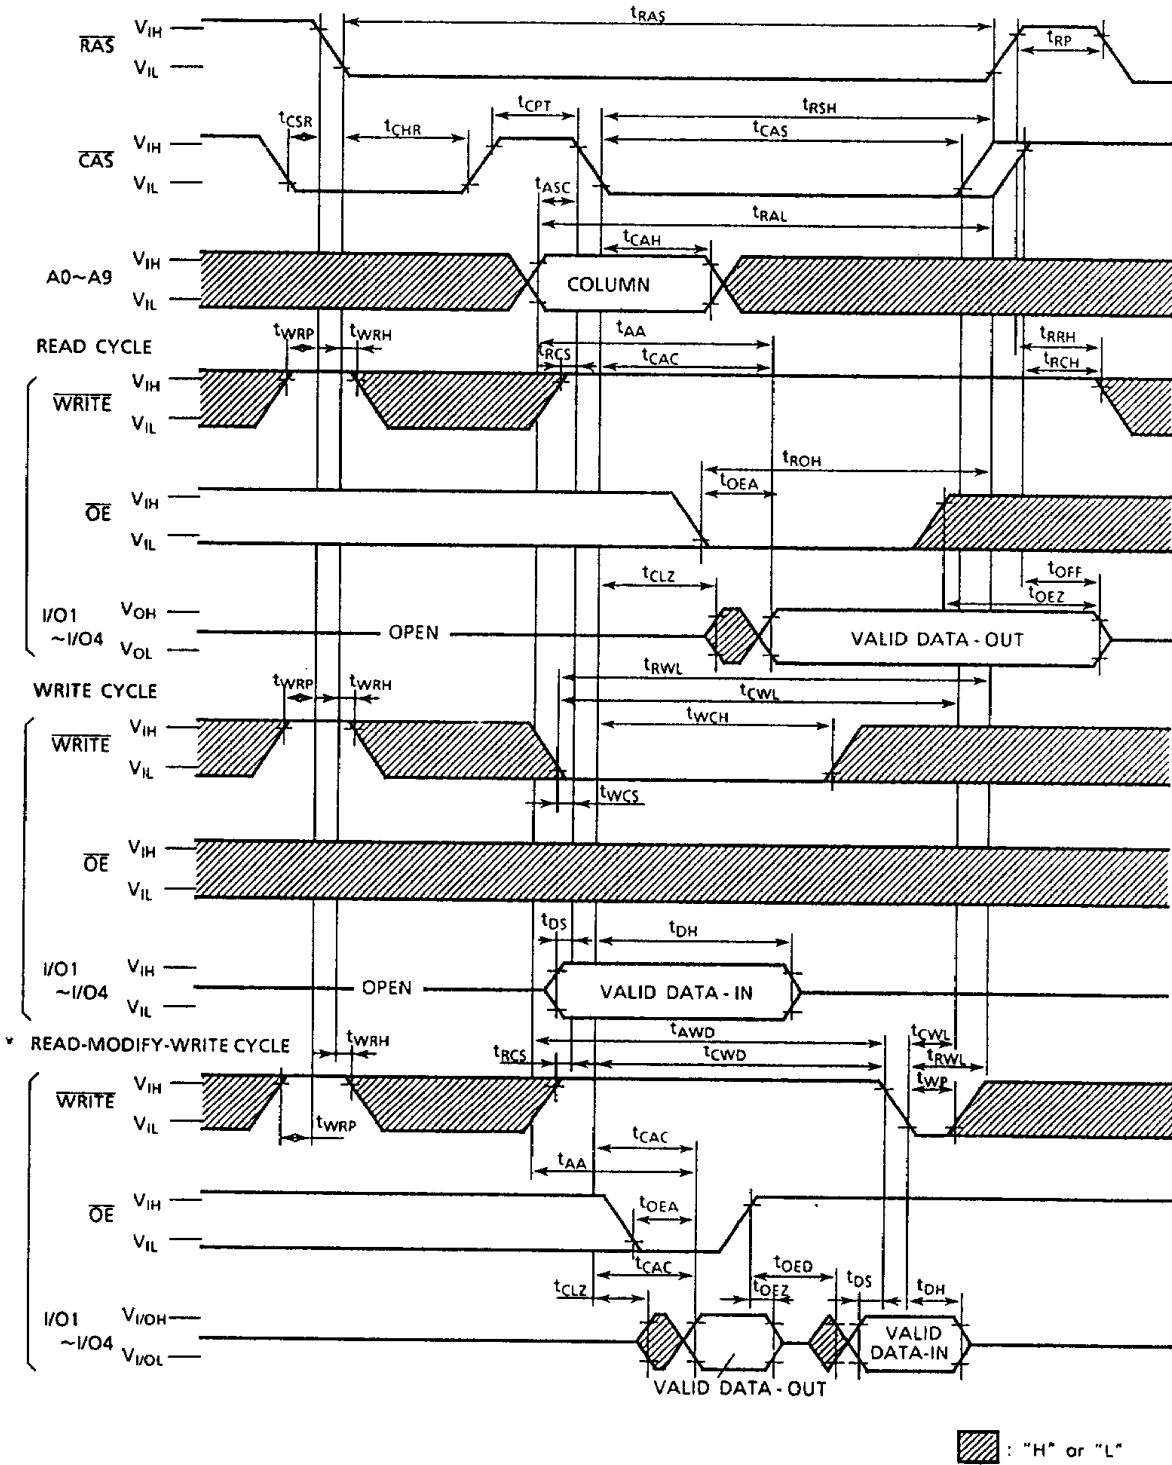 tRAS
RAS VIH
VIL
tRP
tCSR tCHR tCPT tRSH
tCAS
CAS VIH
VIL
tASC
tRAL
tCAH
A0~A9 VIH
VIL
COLUMN
READ CYCLE
tWRP tWRH tAA
tRCS tCAC
tRRH
tRCH
WRITE VIH
VIL
tROH
tOEA
OE VIH
VIL
tCLZ
tOFF
tOEZ
I/O1
~I/O4
VOH
VOL
OPEN
VALID DATA-OUT
WRITE CYCLE
tWRP tWRH
tRWL
tCWL
tWCH
WRITE VIH
VIL
tWCS
OE VIH
VIL
tDS tDH
I/O1
~I/O4
VIH
VIL
OPEN
VALID DATA-IN
* READ-MODIFY-WRITE CYCLE
tWRH
tAWD
tRCS tCWD
tCWL
tRWL
tWP
WRITE VIH
VIL
tWRP
tCAC
tAA
OE VIH
VIL
tOEA
tCAC
tCLZ
tOED
tOEZ
tDS tDH
I/O1
~I/O4
VI/OH
VI/OL
VALID
DATA-IN
VALID DATA-OUT
: "H" or "L"